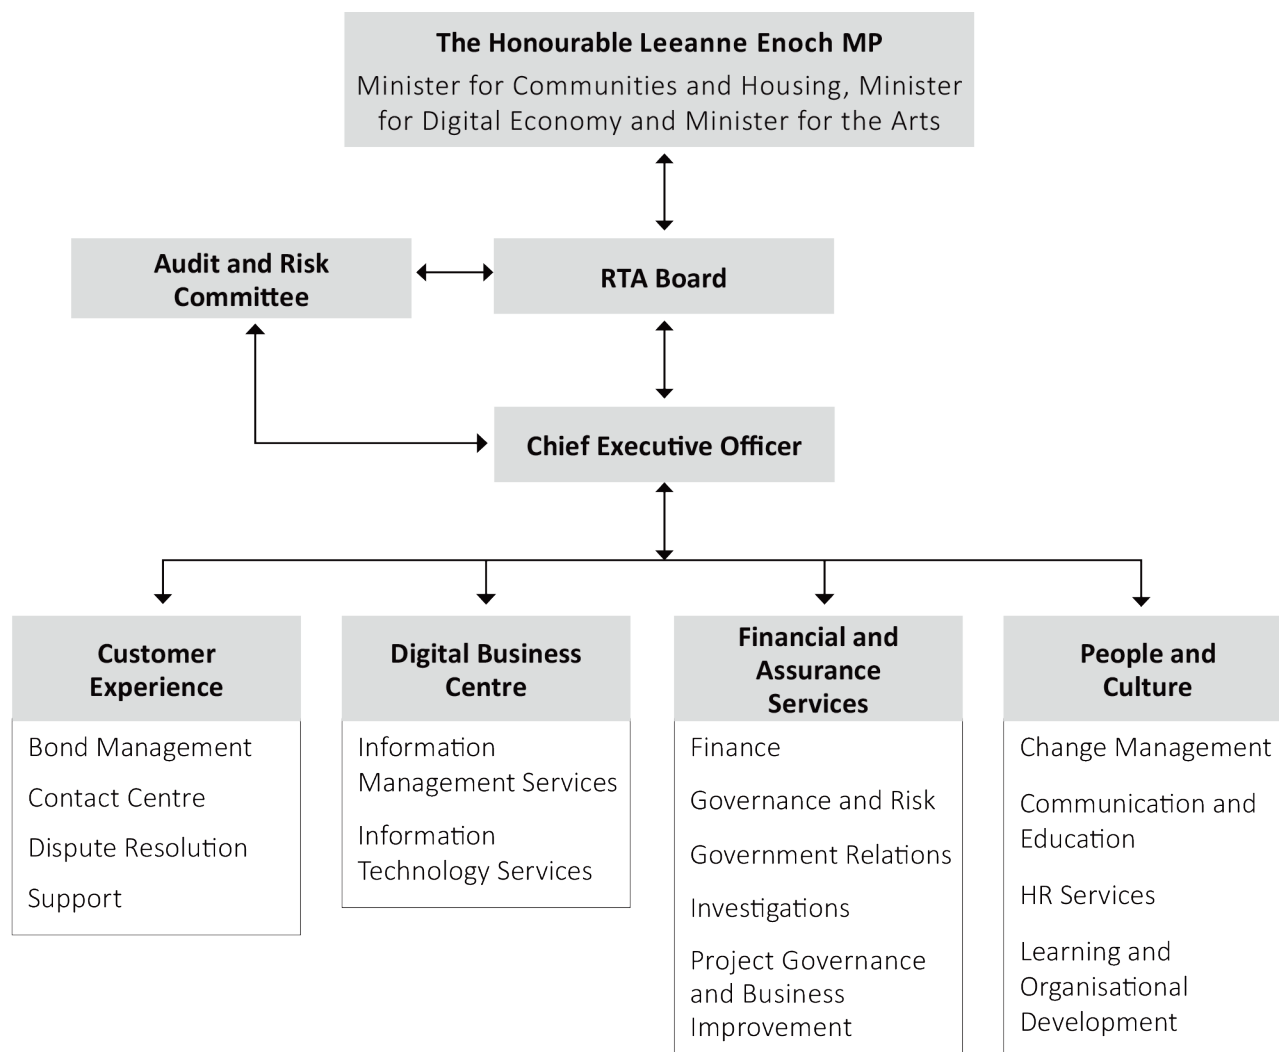 The Honourable Leeanne Enoch MP
Minister for Communities and Housing, Minister
for Digital Economy and Minister for the Arts
Audit and Risk
Committee
RTA Board
Chief Executive Officer
Customer
Experience
Bond Management
Contact Centre
Dispute Resolution
Support
Digital Business
Centre
Information
Management Services
Information
Technology Services
Financial and
Assurance
Services
Finance
Governance and Risk
Government Relations
Investigations
Project Governance
and Business
Improvement
People and
Culture
Change Management
Communication and
Education
HR Services
Learning and
Organisational
Development